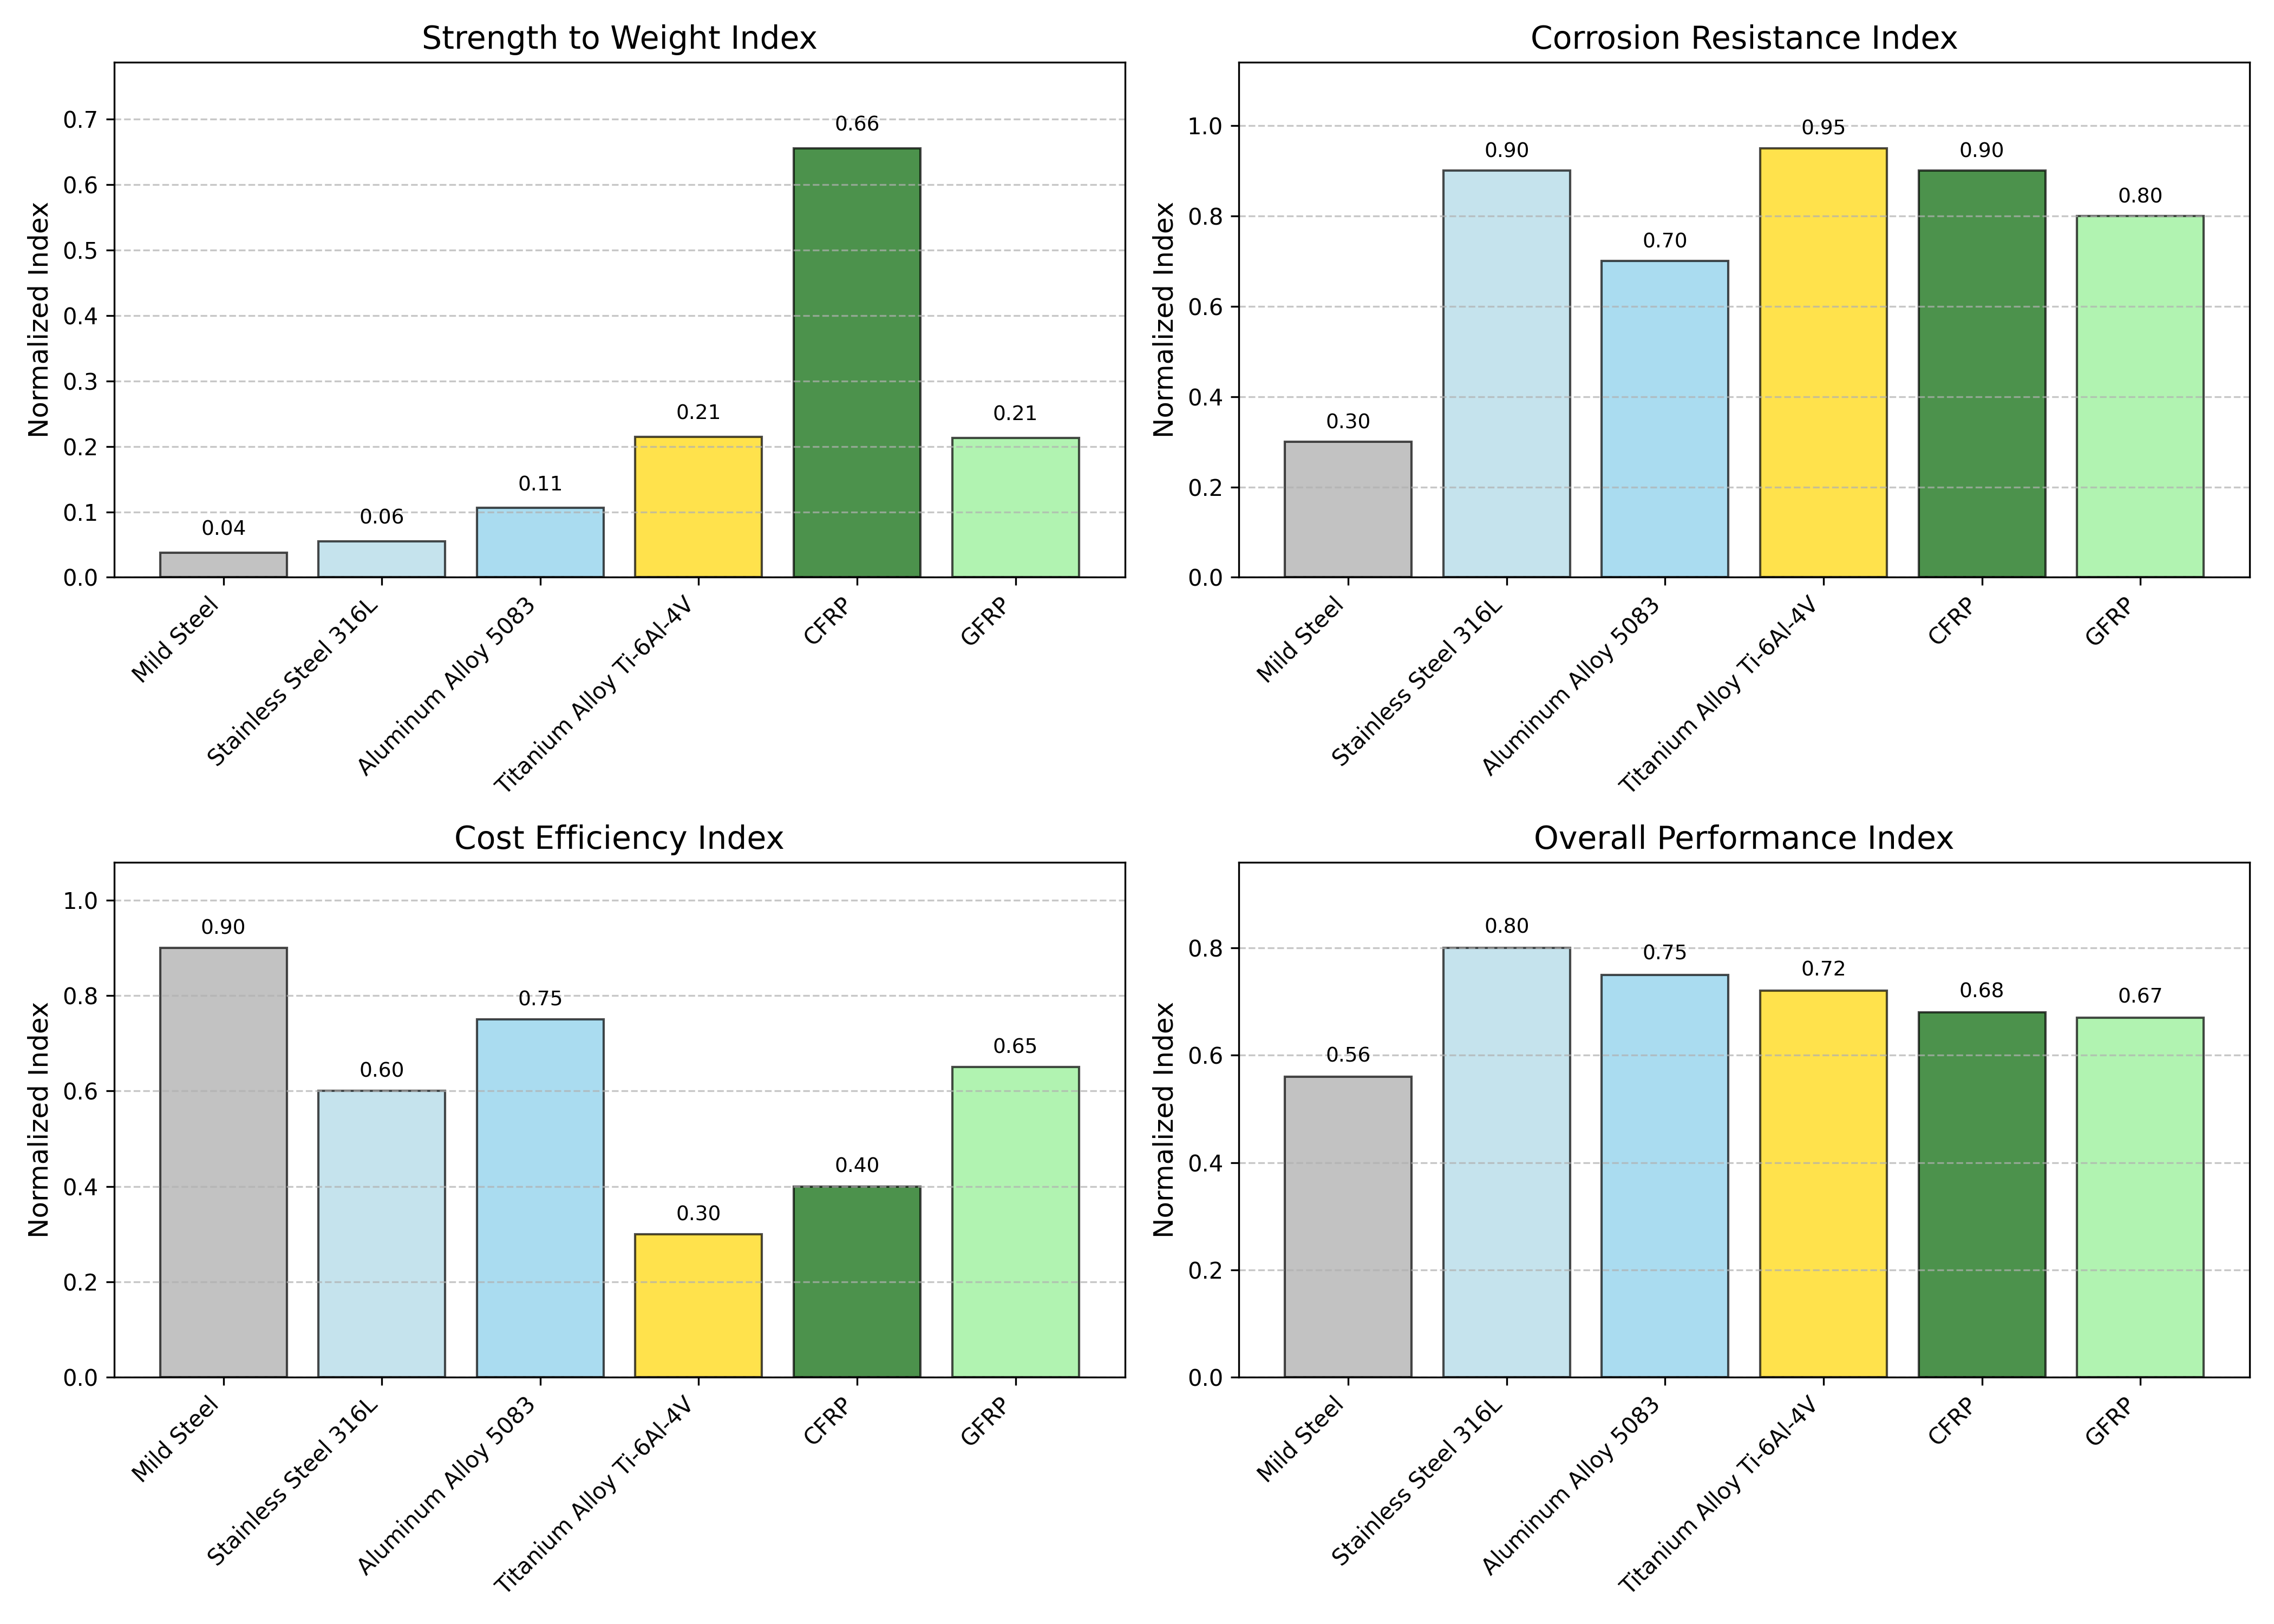 Strength to Weight Index
Normalized Index
0.7
0.6
0.5
0.4
0.3
0.2
0.1
0.0
0.04
0.06
0.11
0.21
0.66
0.21
Mild Steel
Stainless Steel 316L
Aluminum Alloy 5083
Titanium Alloy Ti-6Al-4V
CFRP
GFRP
Corrosion Resistance Index
Normalized Index
1.0
0.8
0.6
0.4
0.2
0.0
0.30
0.90
0.70
0.95
0.90
0.80
Mild Steel
Stainless Steel 316L
Aluminum Alloy 5083
Titanium Alloy Ti-6Al-4V
CFRP
GFRP
Cost Efficiency Index
Normalized Index
1.0
0.8
0.6
0.4
0.2
0.0
0.90
0.60
0.75
0.30
0.40
0.65
Mild Steel
Stainless Steel 316L
Aluminum Alloy 5083
Titanium Alloy Ti-6Al-4V
CFRP
GFRP
Overall Performance Index
Normalized Index
0.8
0.6
0.4
0.2
0.0
0.56
0.80
0.75
0.72
0.68
0.67
Mild Steel
Stainless Steel 316L
Aluminum Alloy 5083
Titanium Alloy Ti-6Al-4V
CFRP
GFRP